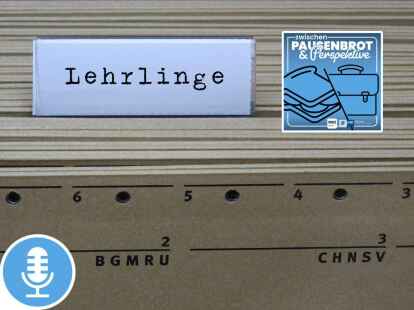 Lehrlinge
zwischen
PAUSENBROT
& Perspektive
6 5 4 3
2 3
BGMRU CHNSV